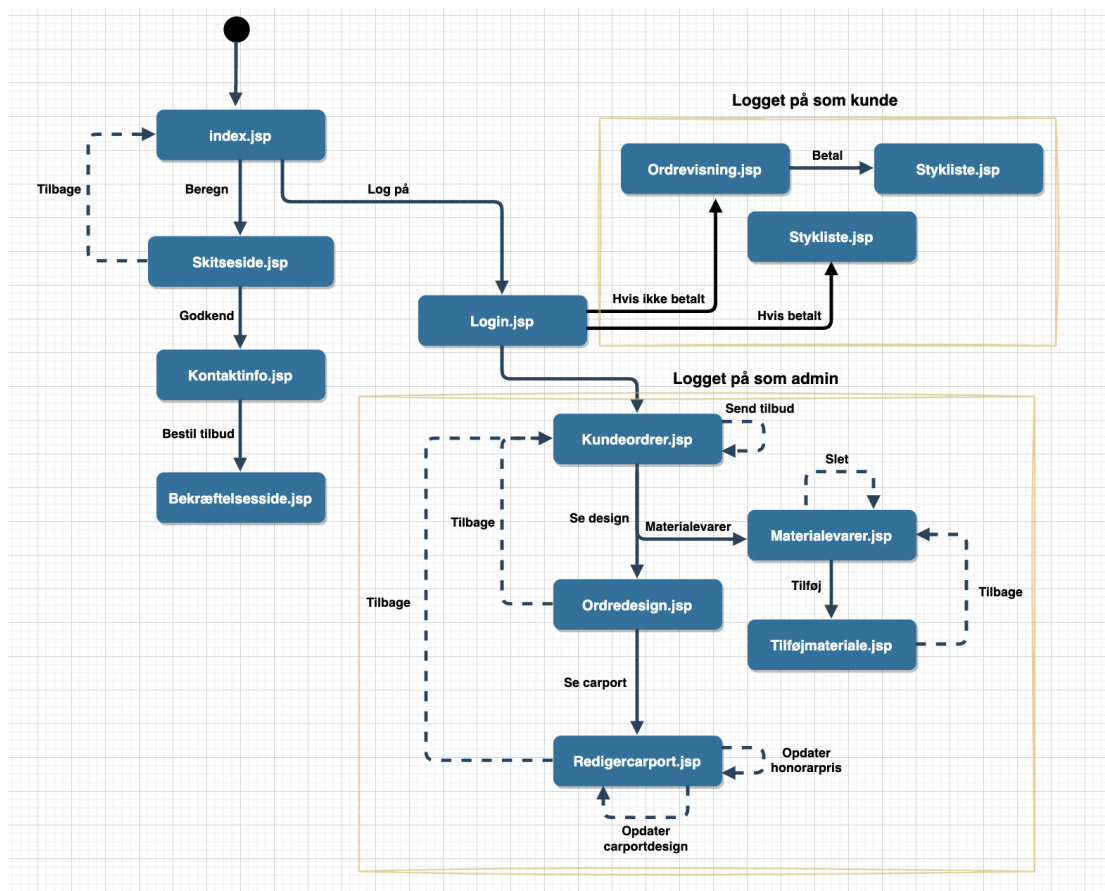 Logget på som kunde
index.jsp
Tilbage
Beregn
Log på
Ordrevisning.jsp
Betal
Stykliste.jsp
Stykliste.jsp
Skitseside.jsp
Godkend
Login.jsp
Hvis ikke betalt
Hvis betalt
Kontaktinfo.jsp
Bestil tilbud
Bekræftelsesside.jsp
Logget på som admin
Kundeordrer.jsp
Send tilbud
Slet
Tilbage
Se design
Materialevarer
Materialevarer.jsp
Tilbage
Ordredesign.jsp
Tilføj
Tilbage
Tilføjmateriale.jsp
Se carport
Redigercarport.jsp
Opdater
honorarpris
Opdater
carportdesign